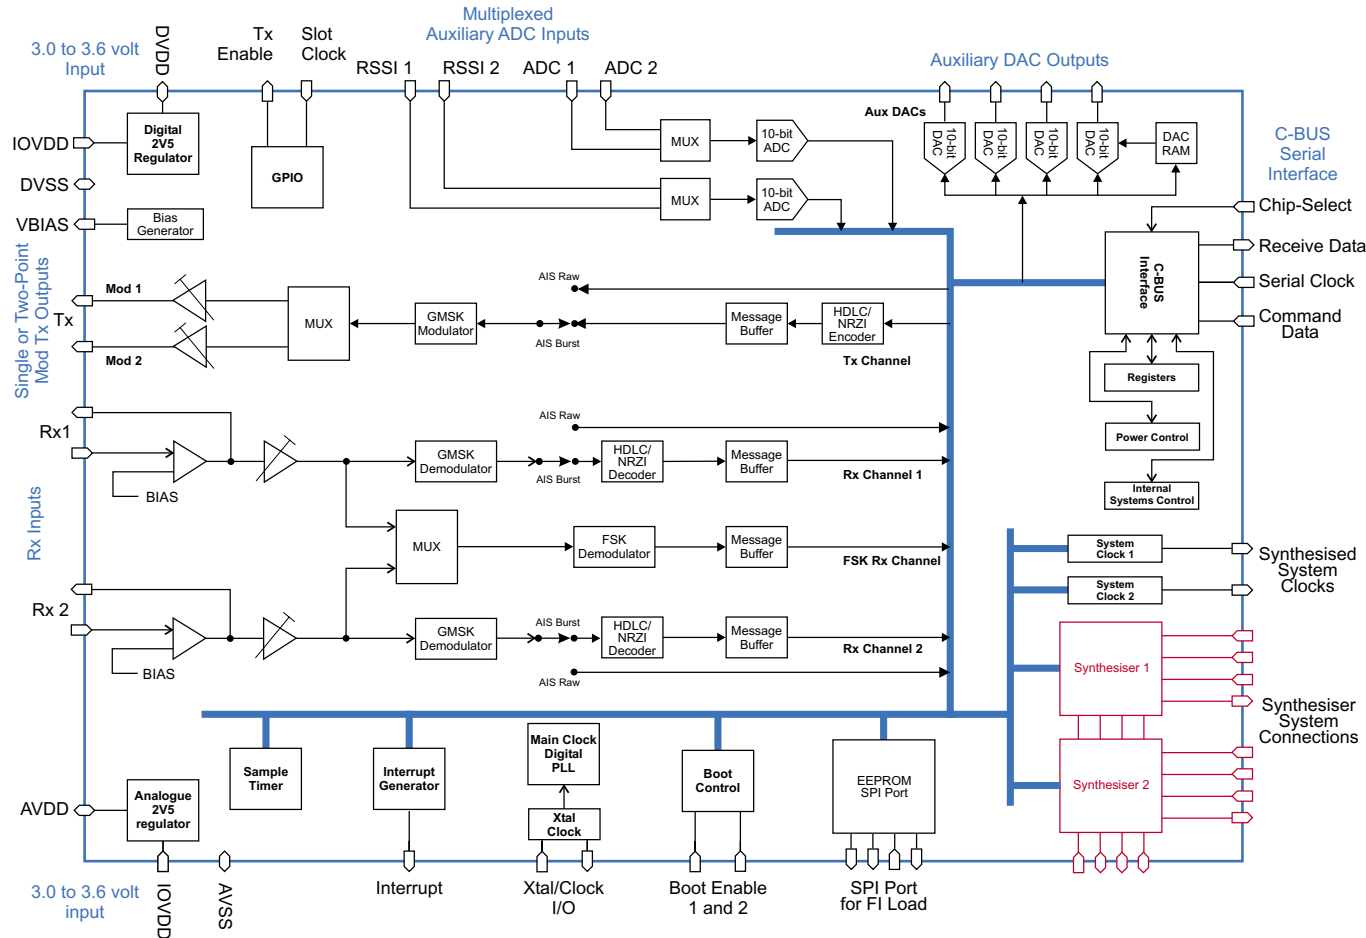 Multiplexed
Auxiliary ADC Inputs
3.0 to 3.6 volt
Input
DVDD
Tx
Enable
Slot
Clock
RSSI 1
RSSI 2
ADC 1
ADC 2
Auxiliary DAC Outputs
Aux DACs
10-bit
DAC
10-bit
DAC
10-bit
DAC
10-bit
DAC
DAC
RAM
C-BUS
Serial
Interface
IOVDD
Digital
2V5
Regulator
GPIO
MUX
10-bit
ADC
MUX
10-bit
ADC
DVSS
VBIAS
Bias
Generator
Chip-Select
Receive Data
Serial Clock
Command
Data
C-BUS
Interface
Single or Two-Point
Mod Tx Outputs
Mod 1
Tx
Mod 2
MUX
GMSK
Modulator
AIS Raw
AIS Burst
Message
Buffer
HDLC/
NRZI
Encoder
Tx Channel
Registers
Power Control
Internal
Systems Control
Rx Inputs
Rx1
BIAS
GMSK
Demodulator
AIS Raw
AIS Burst
HDLC/
NRZI
Decoder
Message
Buffer
Rx Channel 1
MUX
FSK
Demodulator
Message
Buffer
FSK Rx Channel
System
Clock 1
System
Clock 2
Synthesised
System
Clocks
Rx 2
BIAS
GMSK
Demodulator
AIS Burst
AIS Raw
HDLC/
NRZI
Decoder
Message
Buffer
Rx Channel 2
Synthesiser 1
Synthesiser
System
Connections
Synthesiser 2
Sample
Timer
Interrupt
Generator
Main Clock
Digital
PLL
Xtal
Clock
Boot
Control
EEPROM
SPI Port
AVDD
Analogue
2V5
regulator
3.0 to 3.6 volt
input
IOVDD
AVSS
Interrupt
Xtal/Clock
I/O
Boot Enable
1 and 2
SPI Port
for FI Load